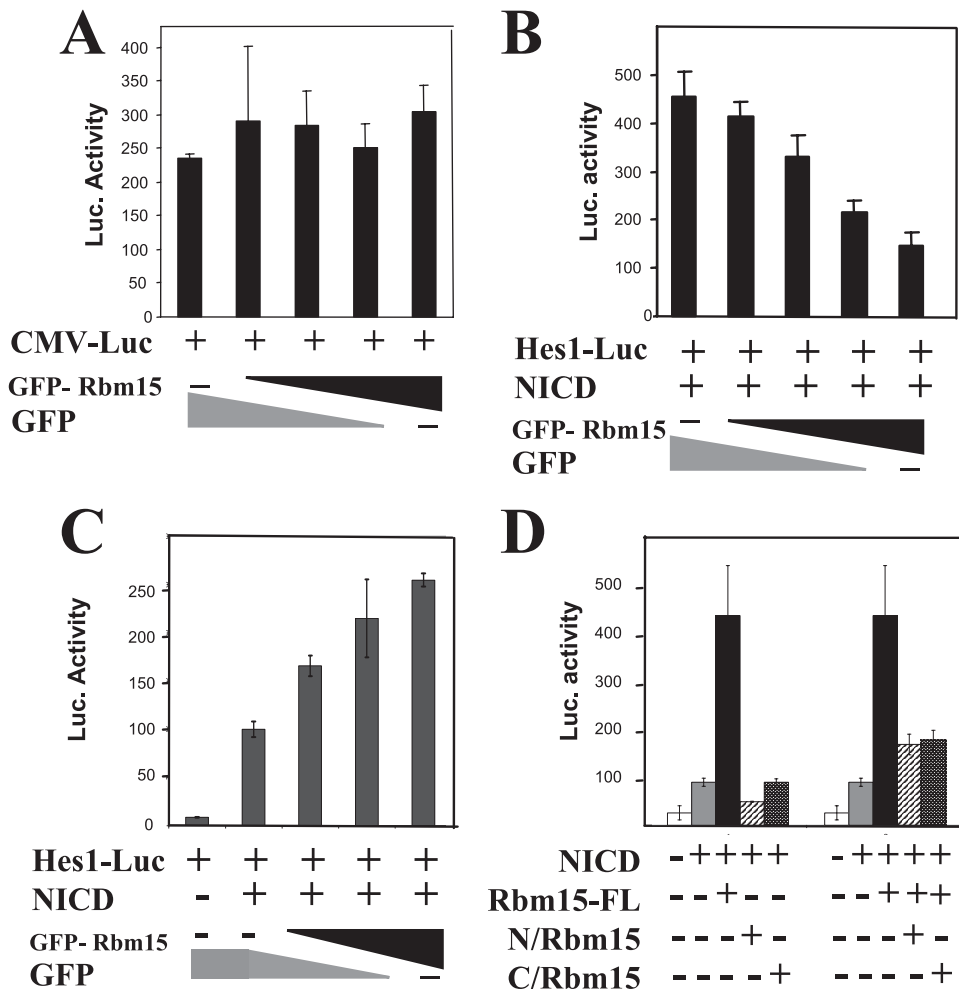 A
Luc. Activity
400
350
300
250
200
150
100
50
0
CMV-Luc + + + + +
GFP- Rbm15 –
GFP –
B
Luc. activity
500
400
300
200
100
Hes1-Luc + + + + +
NICD + + + + +
GFP- Rbm15 –
GFP –
C
Luc. Activity
250
200
150
100
50
0
Hes1-Luc + + + + +
NICD - + + + +
GFP- Rbm15 - -
GFP –
D
Luc. activity
500
400
300
200
100
NICD - + + + + - + + + +
Rbm15-FL - - + - - - - + + +
N/Rbm15 - - - + - - - - + -
C/Rbm15 - - - - + - - - - +